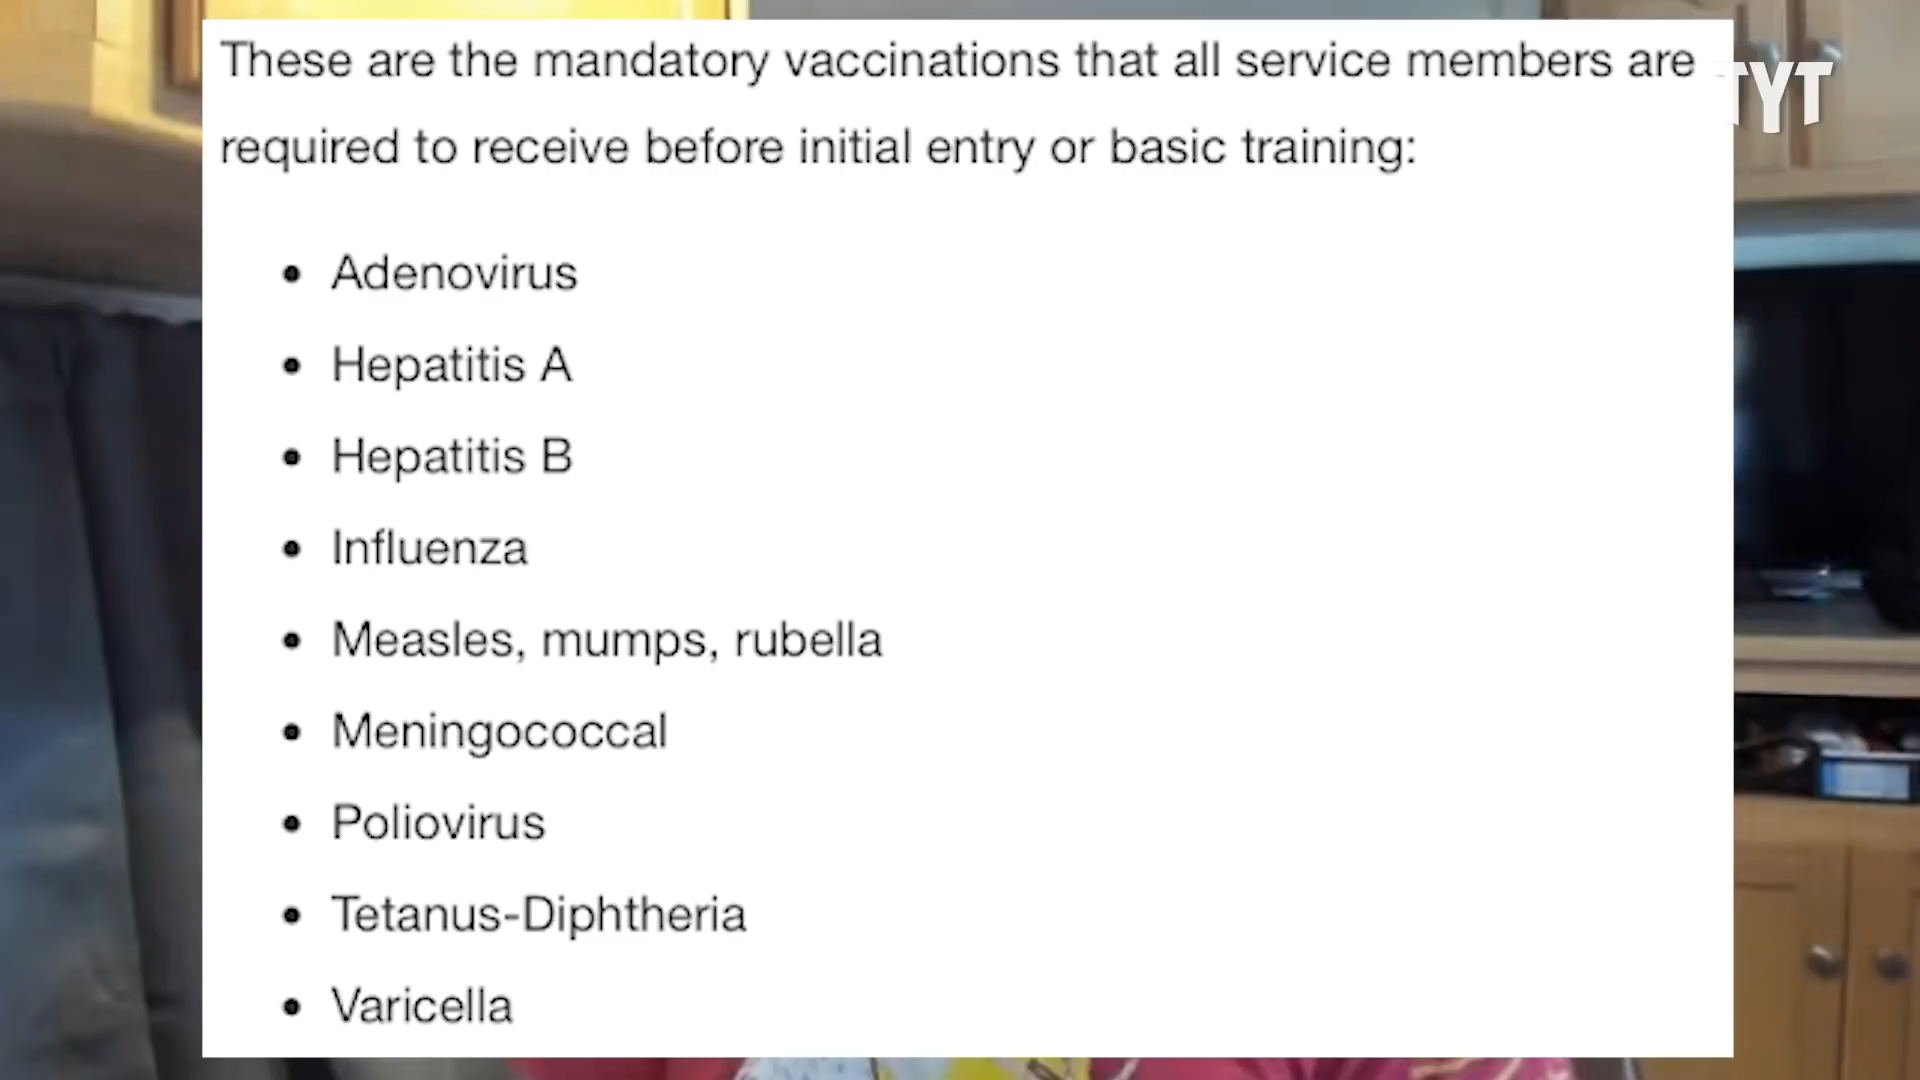 These are the mandatory vaccinations that all service members are
required to receive before initial entry or basic training:
• Adenovirus
• Hepatitis A
• Hepatitis B
• Influenza
• Measles, mumps, rubella
• Meningococcal
• Poliovirus
• Tetanus-Diphtheria
• Varicella
TYT